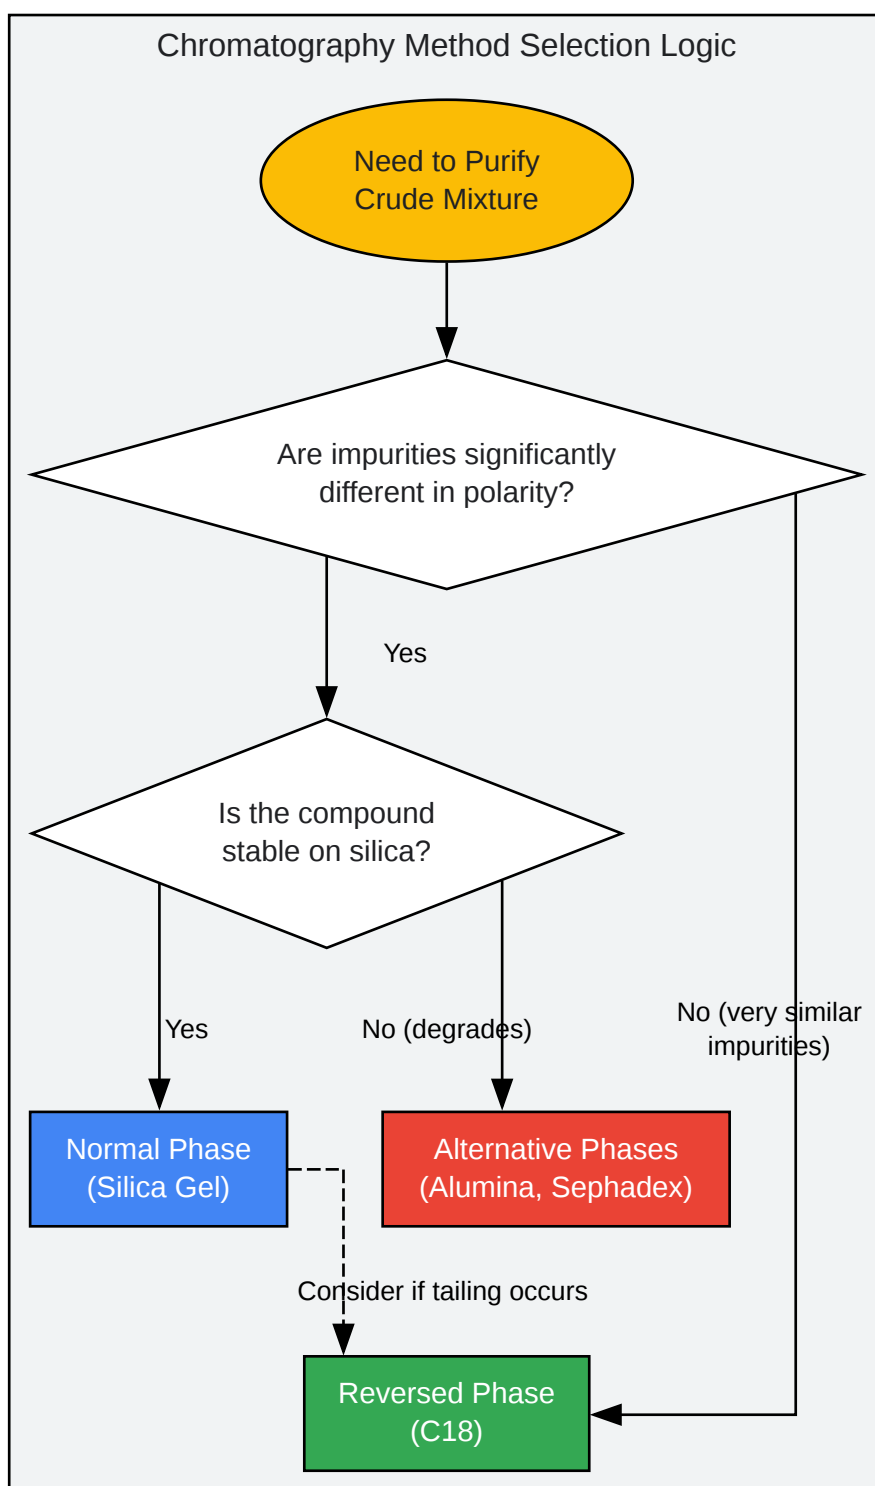 Chromatography Method Selection Logic
Need to Purify
Crude Mixture
Are impurities significantly
different in polarity?
Yes
Is the compound
stable on silica?
No (very similar
impurities)
Yes
No (degrades)
Normal Phase
(Silica Gel)
Alternative Phases
(Alumina, Sephadex)
Consider if tailing occurs
Reversed Phase
(C18)